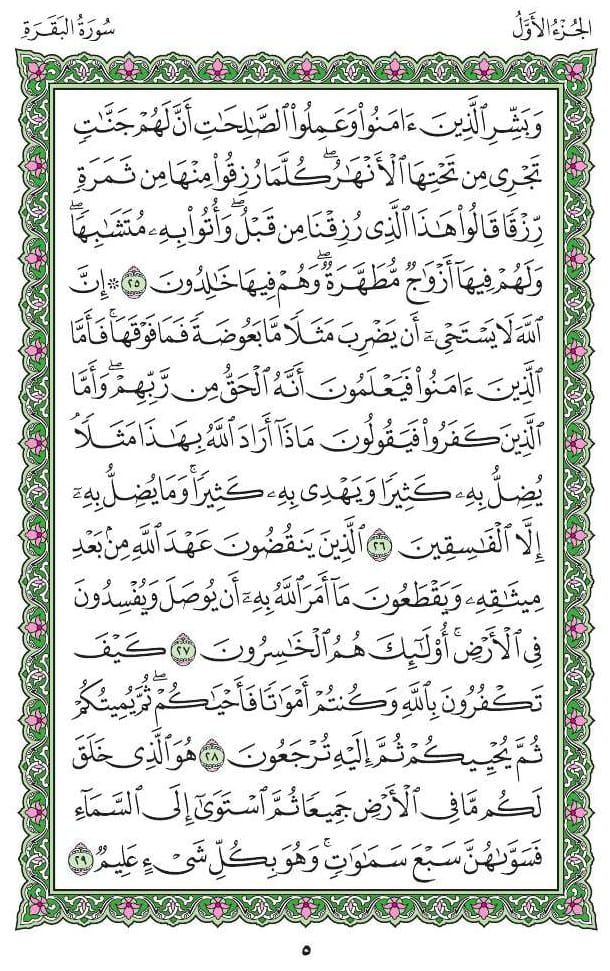 الجُزْءُ الأَوَّلُ
سُورَةُ البَقَرَةِ
وَبَشِّرِ ٱلَّذِينَ ءَامَنُوا۟ وَعَمِلُوا۟ ٱلصَّـٰلِحَـٰتِ أَنَّ لَهُمْ جَنَّـٰتٍ
تَجْرِى مِن تَحْتِهَا ٱلْأَنْهَـٰرُ ۖ كُلَّمَا رُزِقُوا۟ مِنْهَا مِن ثَمَرَةٍ
رِّزْقًا قَالُوا۟ هَـٰذَا ٱلَّذِى رُزِقْنَا مِن قَبْلُ ۖ وَأُتُوا۟ بِهِۦ مُتَشَـٰبِهًا ۖ
وَلَهُمْ فِيهَآ أَزْوَٰجٌ مُّطَهَّرَةٌ ۖ وَهُمْ فِيهَا خَـٰلِدُونَ ٢٥ ۞ إِنَّ
ٱللَّهَ لَا يَسْتَحْىِۦٓ أَن يَضْرِبَ مَثَلًا مَّا بَعُوضَةً فَمَا فَوْقَهَا ۚ فَأَمَّا
ٱلَّذِينَ ءَامَنُوا۟ فَيَعْلَمُونَ أَنَّهُ ٱلْحَقُّ مِن رَّبِّهِمْ ۖ وَأَمَّا
ٱلَّذِينَ كَفَرُوا۟ فَيَقُولُونَ مَاذَآ أَرَادَ ٱللَّهُ بِهَـٰذَا مَثَلًا ۘ
يُضِلُّ بِهِۦ كَثِيرًا وَيَهْدِى بِهِۦ كَثِيرًا ۚ وَمَا يُضِلُّ بِهِۦٓ
إِلَّا ٱلْفَـٰسِقِينَ ٢٦ ٱلَّذِينَ يَنقُضُونَ عَهْدَ ٱللَّهِ مِنۢ بَعْدِ
مِيثَـٰقِهِۦ وَيَقْطَعُونَ مَآ أَمَرَ ٱللَّهُ بِهِۦٓ أَن يُوصَلَ وَيُفْسِدُونَ
فِى ٱلْأَرْضِ ۚ أُو۟لَـٰٓئِكَ هُمُ ٱلْخَـٰسِرُونَ ٢٧ كَيْفَ
تَكْفُرُونَ بِٱللَّهِ وَكُنتُمْ أَمْوَٰتًا فَأَحْيَـٰكُمْ ۖ ثُمَّ يُمِيتُكُمْ
ثُمَّ يُحْيِيكُمْ ثُمَّ إِلَيْهِ تُرْجَعُونَ ٢٨ هُوَ ٱلَّذِى خَلَقَ
لَكُم مَّا فِى ٱلْأَرْضِ جَمِيعًا ثُمَّ ٱسْتَوَىٰٓ إِلَى ٱلسَّمَآءِ
فَسَوَّىٰهُنَّ سَبْعَ سَمَـٰوَٰتٍ ۚ وَهُوَ بِكُلِّ شَىْءٍ عَلِيمٌ ٢٩
٥